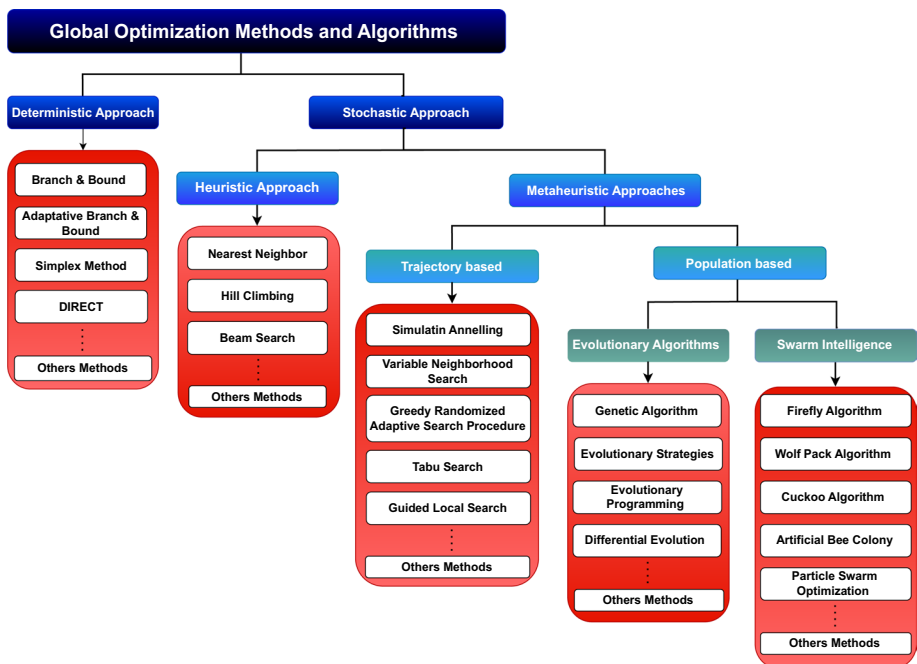 Global Optimization Methods and Algorithms
Deterministic Approach
Stochastic Approach
Branch & Bound
Adaptative Branch &
Bound
Simplex Method
DIRECT
Others Methods
Heuristic Approach
Metaheuristic Approaches
Nearest Neighbor
Hill Climbing
Beam Search
Others Methods
Trajectory based
Population based
Simulatin Annelling
Variable Neighborhood
Search
Greedy Randomized
Adaptive Search Procedure
Tabu Search
Guided Local Search
Others Methods
Evolutionary Algorithms
Swarm Intelligence
Genetic Algorithm
Evolutionary Strategies
Evolutionary
Programming
Differential Evolution
Others Methods
Firefly Algorithm
Wolf Pack Algorithm
Cuckoo Algorithm
Artificial Bee Colony
Particle Swarm
Optimization
Others Methods